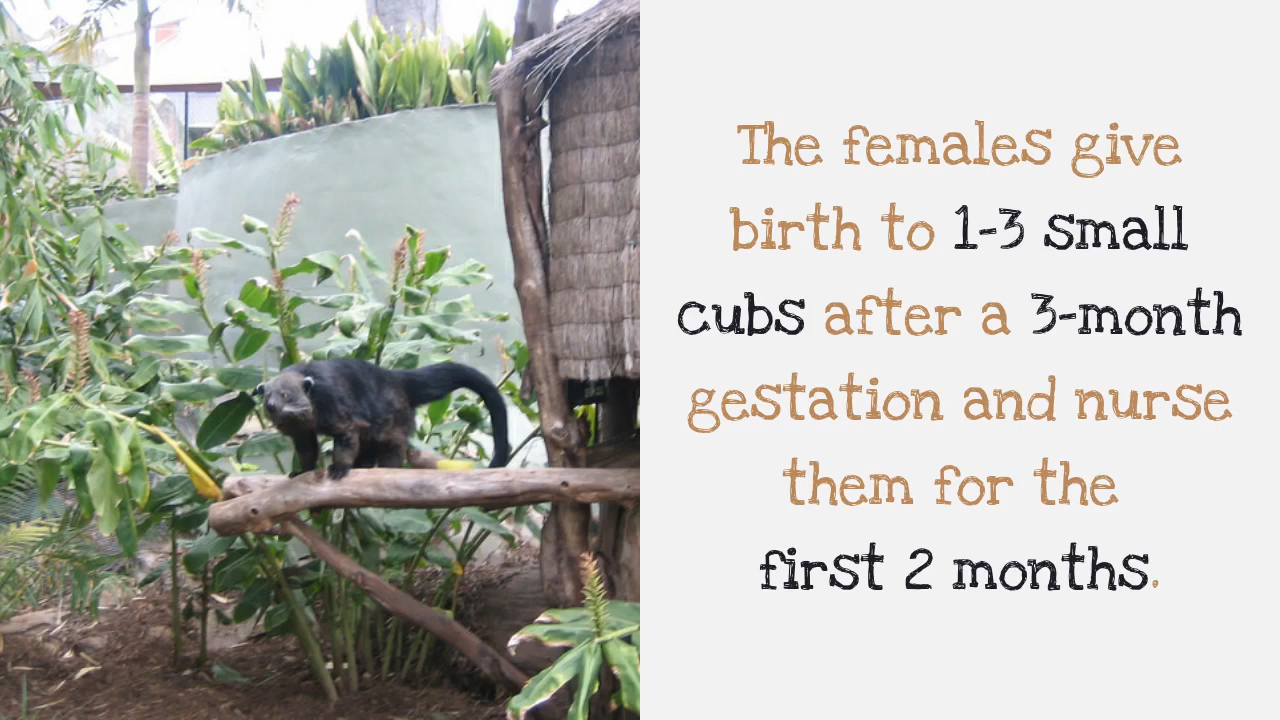 The females give
birth to 1-3 small
cubs after a 3-month
gestation and nurse
them for the
first 2 months.